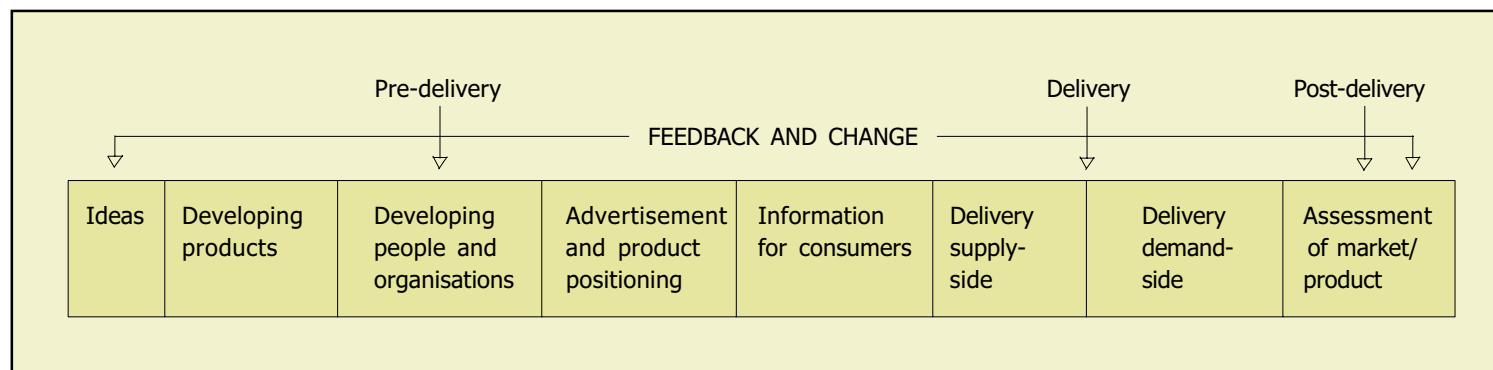 Pre-delivery
Delivery
Post-delivery
FEEDBACK AND CHANGE
Ideas
Developing
products
Developing
people and
organisations
Advertisement
and product
positioning
Information
for consumers
Delivery
supply-
side
Delivery
demand-
side
Assessment
of market/
product